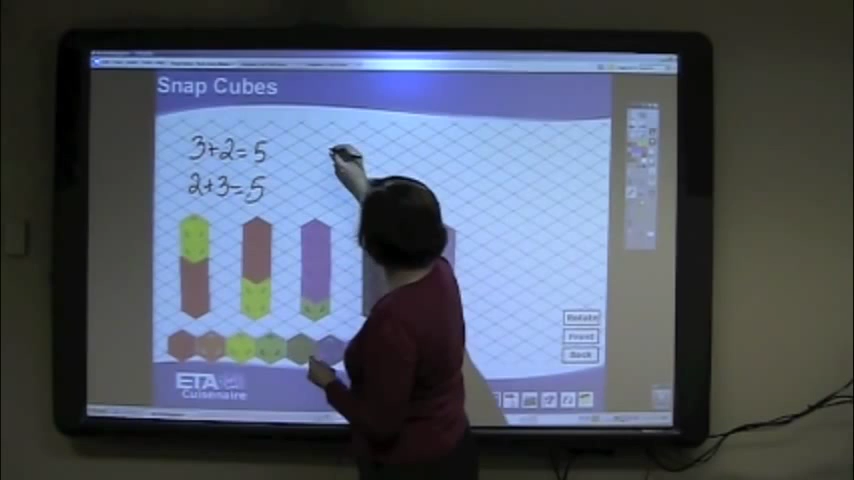 Snap Cubes
3+2=5
2+3=5
Rotate
Front
Back
ETA
Cuisenaire